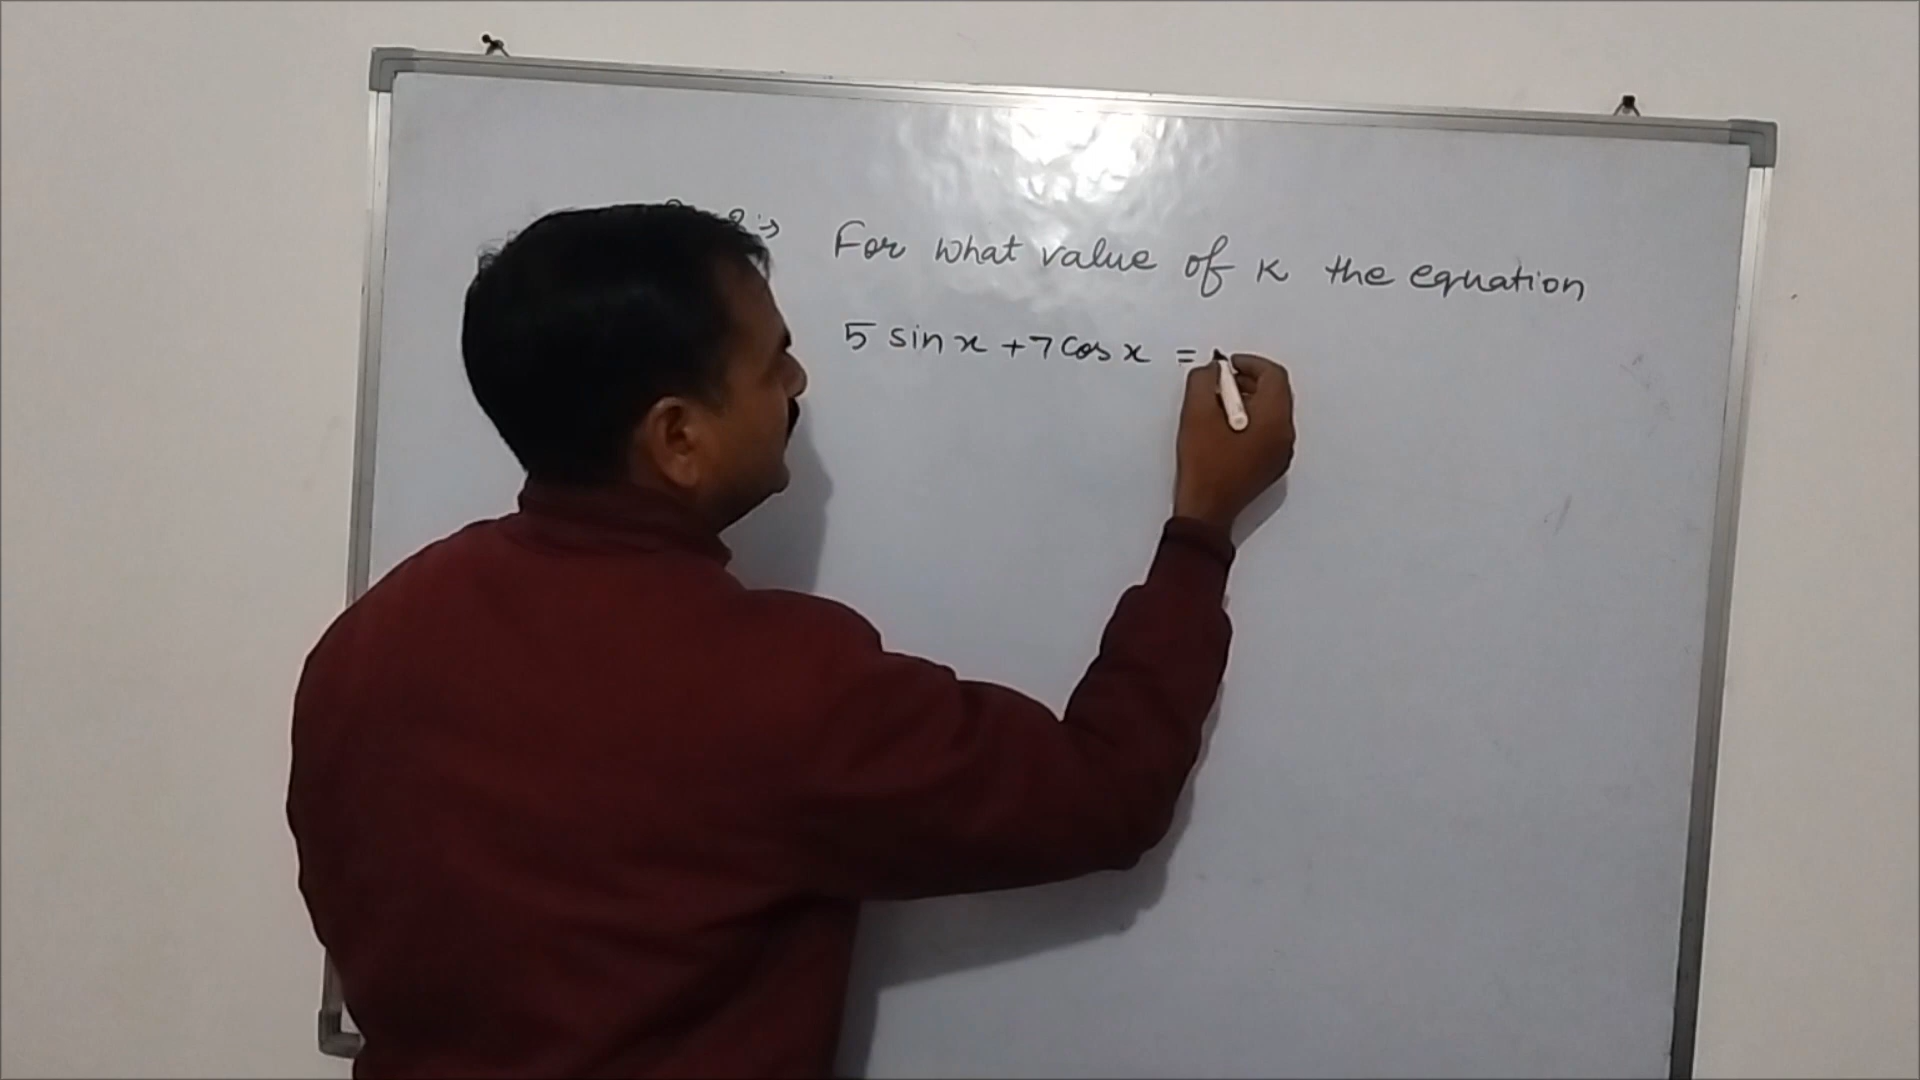 For what value of K the equation
5 sin x + 7 cos x =